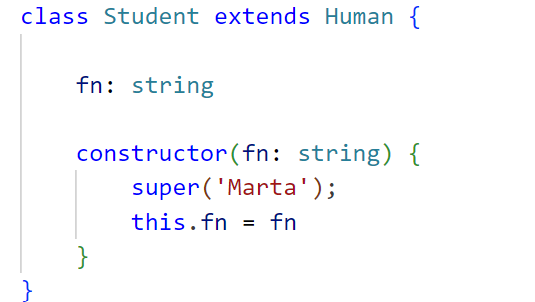 class Student extends Human {
fn: string
constructor(fn: string) {
super('Marta');
this.fn = fn
}
}